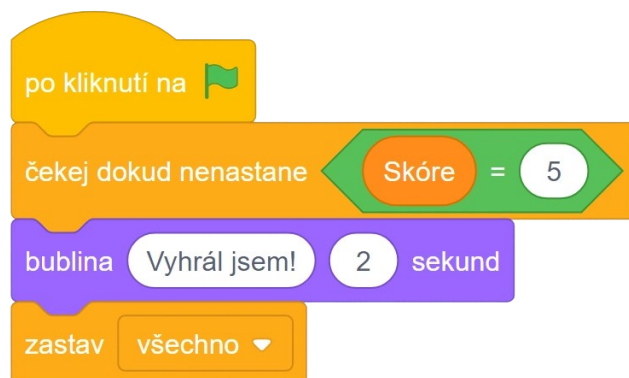 po kliknutí na
čekej dokud nenastane Skóre = 5
bublina Vyhrál jsem! 2 sekund
zastav všechno